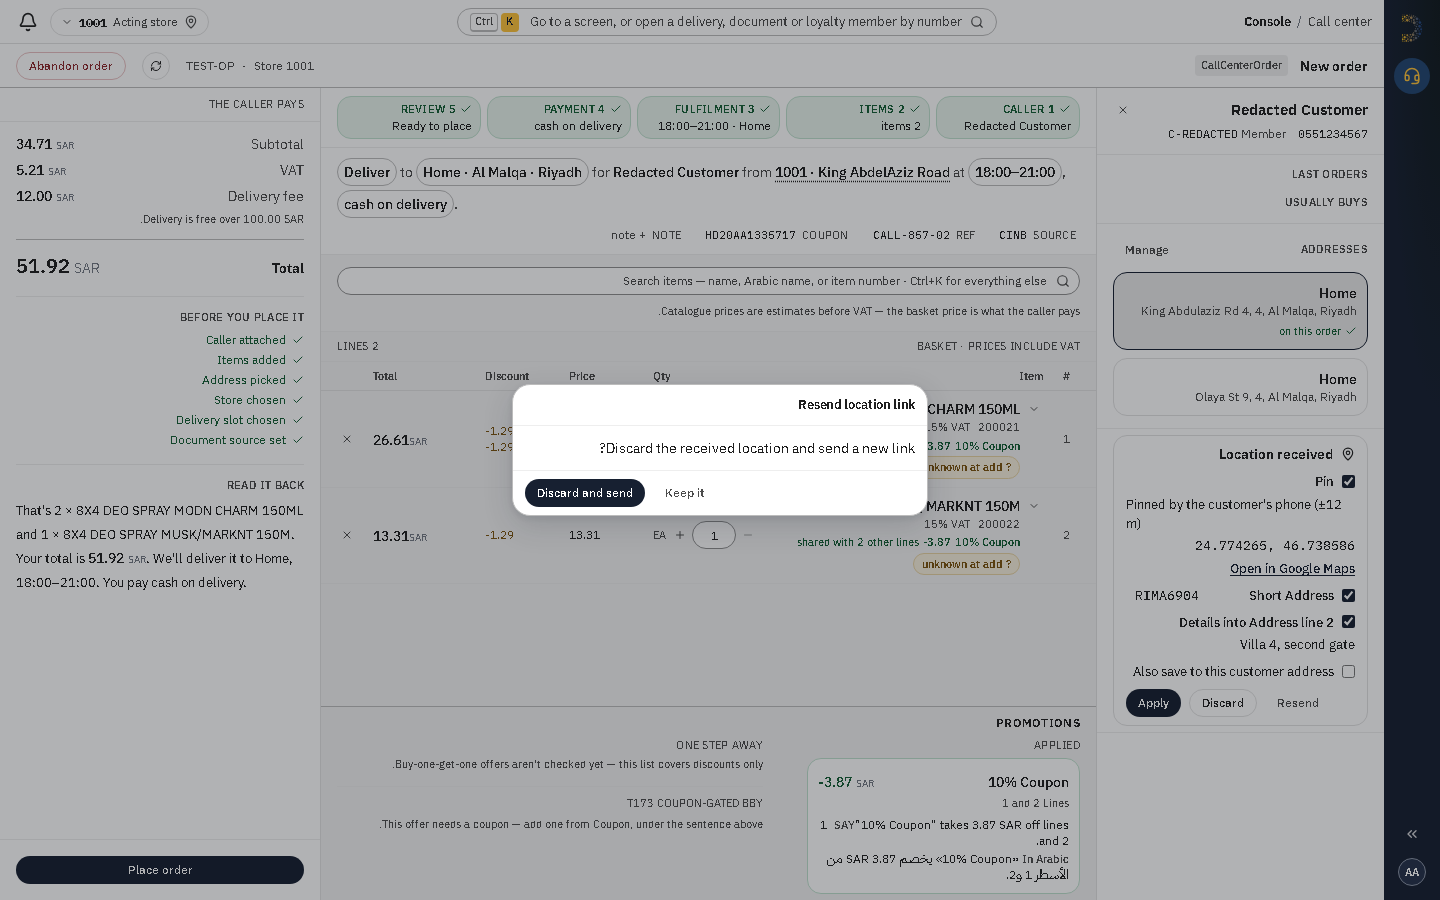 1001 Acting store
Ctrl K Go to a screen, or open a delivery, document or loyalty member by number
Console / Call center
Abandon order
TEST-OP · Store 1001
CallCenterOrder New order
THE CALLER PAYS
34.71 SAR Subtotal
5.21 SAR VAT
12.00 SAR Delivery fee
.Delivery is free over 100.00 SAR
51.92 SAR Total
BEFORE YOU PLACE IT
Caller attached ✓
Items added ✓
Address picked ✓
Store chosen ✓
Delivery slot chosen ✓
Document source set ✓
READ IT BACK
That's 2 × 8X4 DEO SPRAY MODN CHARM 150ML
and 1 × 8X4 DEO SPRAY MUSK/MARKNT 150M.
Your total is 51.92 SAR. We'll deliver it to Home,
18:00–21:00. You pay cash on delivery.
Place order
REVIEW 5 ✓
Ready to place
PAYMENT 4 ✓
cash on delivery
FULFILMENT 3 ✓
18:00–21:00 · Home
ITEMS 2 ✓
items 2
CALLER 1 ✓
Redacted Customer
Deliver to Home · Al Malqa · Riyadh for Redacted Customer from 1001 · King AbdelAziz Road at 18:00–21:00 ,
cash on delivery .
note + NOTE HD20AA1335717 COUPON CALL-857-02 REF CINB SOURCE
Search items — name, Arabic name, or item number · Ctrl+K for everything else
.Catalogue prices are estimates before VAT — the basket price is what the caller pays
LINES 2 BASKET · PRICES INCLUDE VAT
Total Discount Price Qty Item #
CHARM 150ML
15% VAT 200021
× 26.61 SAR -1.29 -3.87 10% Coupon 1
-1.29
unknown at add ?
Resend location link
?Discard the received location and send a new link
Discard and send Keep it
MARKNT 150M
15% VAT 200022
× 13.31 SAR -1.29 13.31 EA + 1 − shared with 2 other lines -3.87 10% Coupon 2
unknown at add ?
PROMOTIONS
ONE STEP AWAY
.Buy-one-get-one offers aren't checked yet — this list covers discounts only
T173 COUPON-GATED BBY
.This offer needs a coupon — add one from Coupon, under the sentence above
APPLIED
-3.87 SAR 10% Coupon
1 and 2 Lines
1 SAY"10% Coupon" takes 3.87 SAR off lines
.and 2
In Arabic «10% Coupon» يخصم 3.87 SAR من
الأسطر 1 و2.
× Redacted Customer
C-REDACTED Member 0551234567
LAST ORDERS
USUALLY BUYS
Manage ADDRESSES
Home
King Abdulaziz Rd 4, 4, Al Malqa, Riyadh
on this order ✓
Home
Olaya St 9, 4, Al Malqa, Riyadh
Location received
Pin
Pinned by the customer's phone (±12
m)
24.774265, 46.738586
Open in Google Maps
RIMA6904 Short Address
Details into Address line 2
Villa 4, second gate
Also save to this customer address
Apply Discard Resend
«
AA